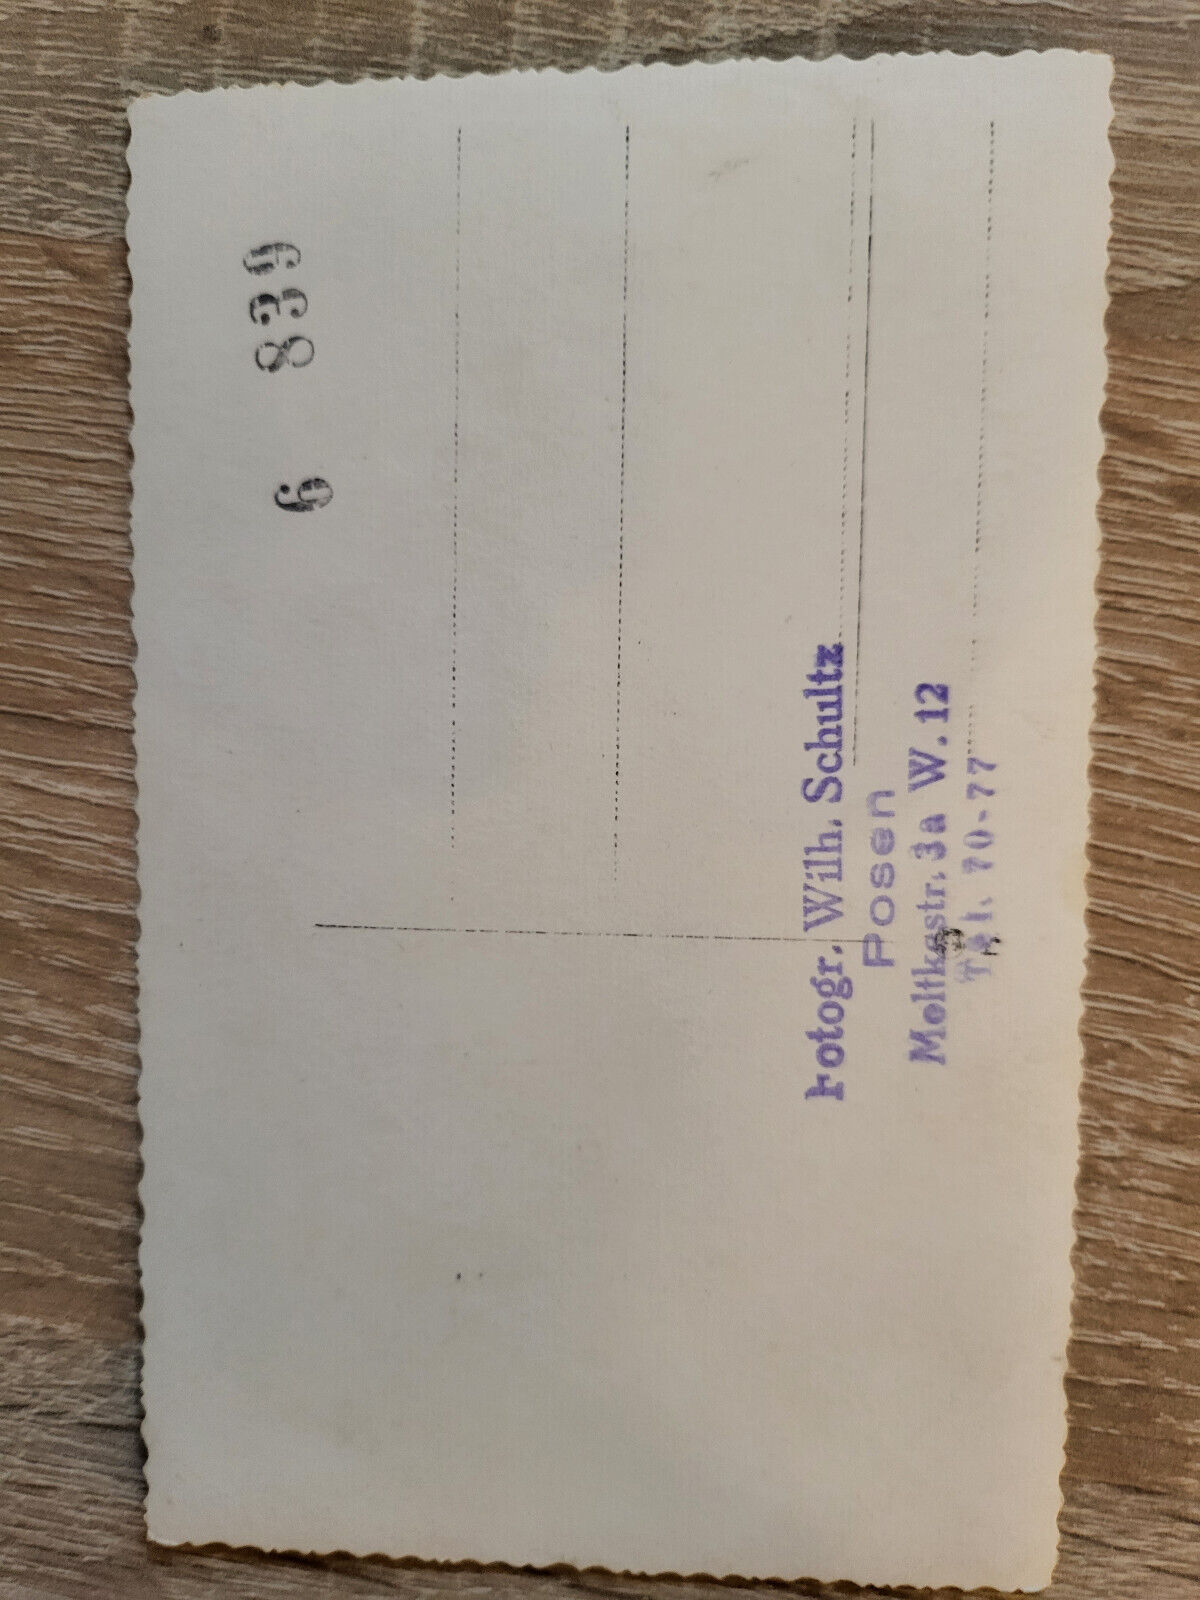 6 839
Fotogr. Wilh. Schultz
Posen
Moltkestr. 3a W. 12
Tel. 70-77